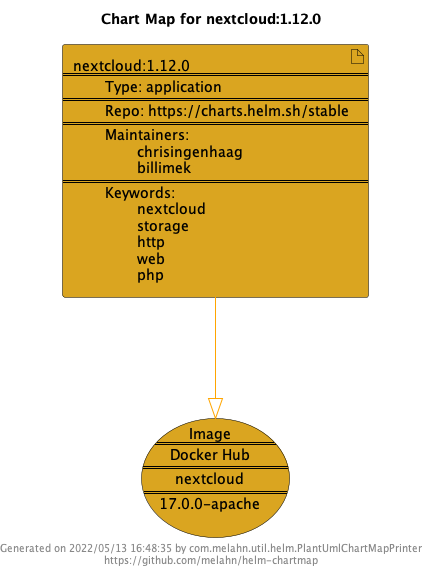 Chart Map for nextcloud:1.12.0
nextcloud:1.12.0
Type: application
Repo: https://charts.helm.sh/stable
Maintainers:
chrisingenhaag
billimek
Keywords:
nextcloud
storage
http
web
php
Image
Docker Hub
nextcloud
17.0.0-apache
Generated on 2022/05/13 16:48:35 by com.melahn.util.helm.PlantUmlChartMapPrinter
https://github.com/melahn/helm-chartmap